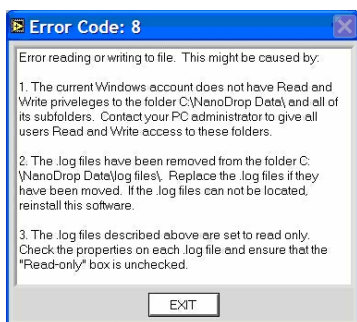 Error Code: 8
Error reading or writing to file. This might be caused by:
1. The current Windows account does not have Read and
Write priveleges to the folder C:\NanoDrop Data\ and all of
its subfolders. Contact your PC administrator to give all
users Read and Write access to these folders.
2. The .log files have been removed from the folder C:
\NanoDrop Data\log files\. Replace the .log files if they
have been moved. If the .log files can not be located,
reinstall this software.
3. The .log files described above are set to read only.
Check the properties on each .log file and ensure that the
"Read-only" box is unchecked.
EXIT